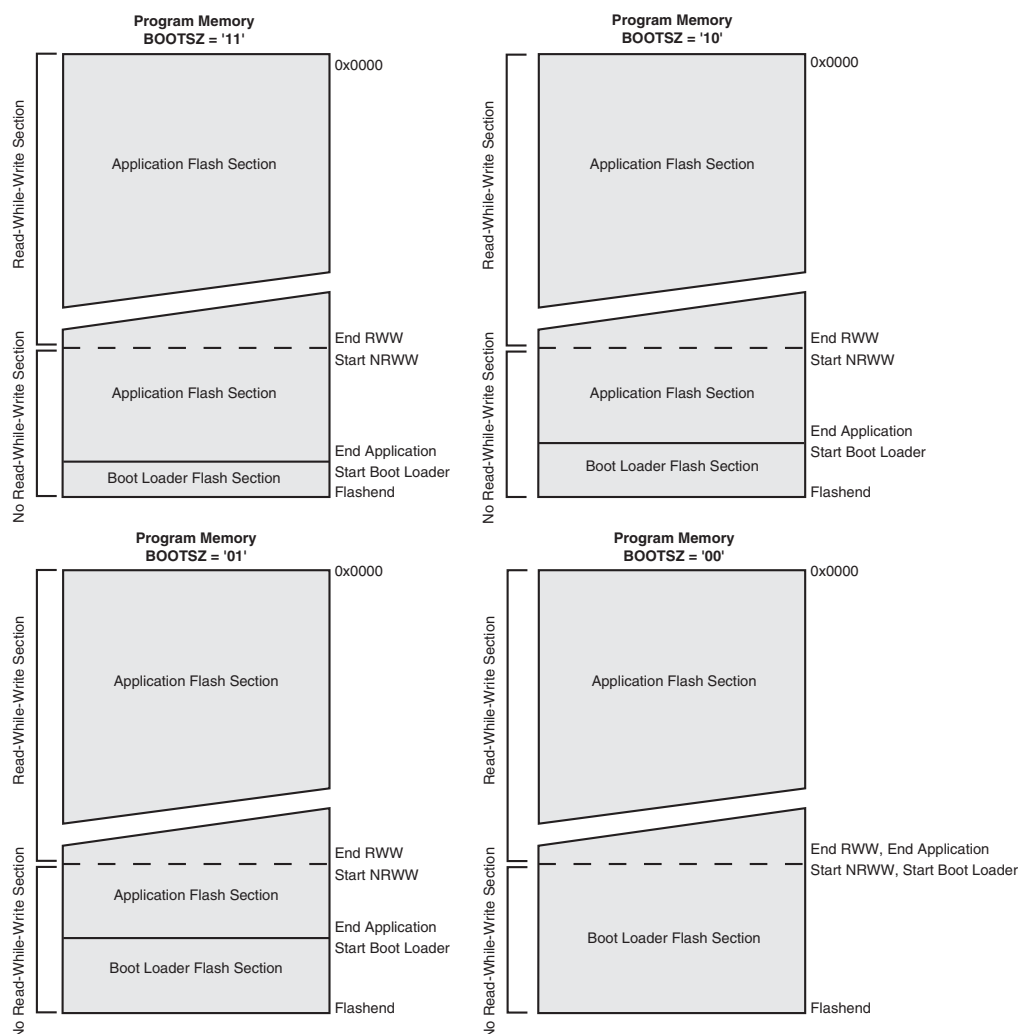 Program Memory
BOOTSZ = '11'
0x0000
Read-While-Write Section
Application Flash Section
End RWW
Start NRWW
No Read-While-Write Section
Application Flash Section
End Application
Start Boot Loader
Boot Loader Flash Section
Flashend
Program Memory
BOOTSZ = '10'
0x0000
Read-While-Write Section
Application Flash Section
End RWW
Start NRWW
No Read-While-Write Section
Application Flash Section
End Application
Start Boot Loader
Boot Loader Flash Section
Flashend
Program Memory
BOOTSZ = '01'
0x0000
Read-While-Write Section
Application Flash Section
End RWW
Start NRWW
No Read-While-Write Section
Application Flash Section
End Application
Start Boot Loader
Boot Loader Flash Section
Flashend
Program Memory
BOOTSZ = '00'
0x0000
Read-While-Write Section
Application Flash Section
End RWW, End Application
Start NRWW, Start Boot Loader
No Read-While-Write Section
Boot Loader Flash Section
Flashend